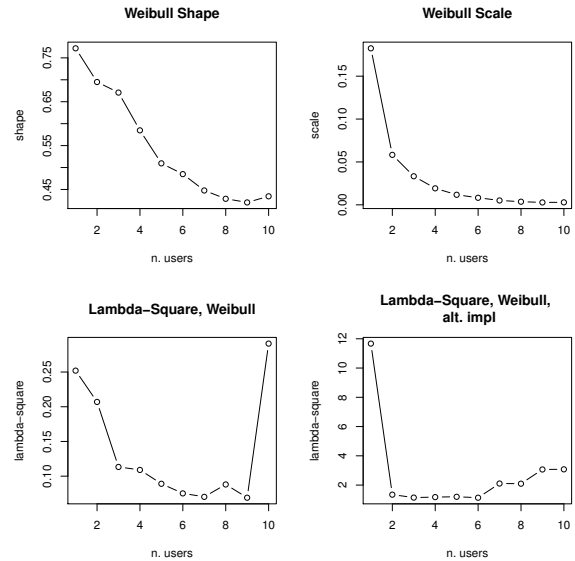 Weibull Shape
shape
0.45 0.55 0.65 0.75
2 4 6 8 10
n. users
Weibull Scale
scale
0.00 0.05 0.10 0.15
2 4 6 8 10
n. users
Lambda−Square, Weibull
lambda−square
0.10 0.15 0.20 0.25
2 4 6 8 10
n. users
Lambda−Square, Weibull,
alt. impl
lambda−square
2 4 6 8 10 12
2 4 6 8 10
n. users